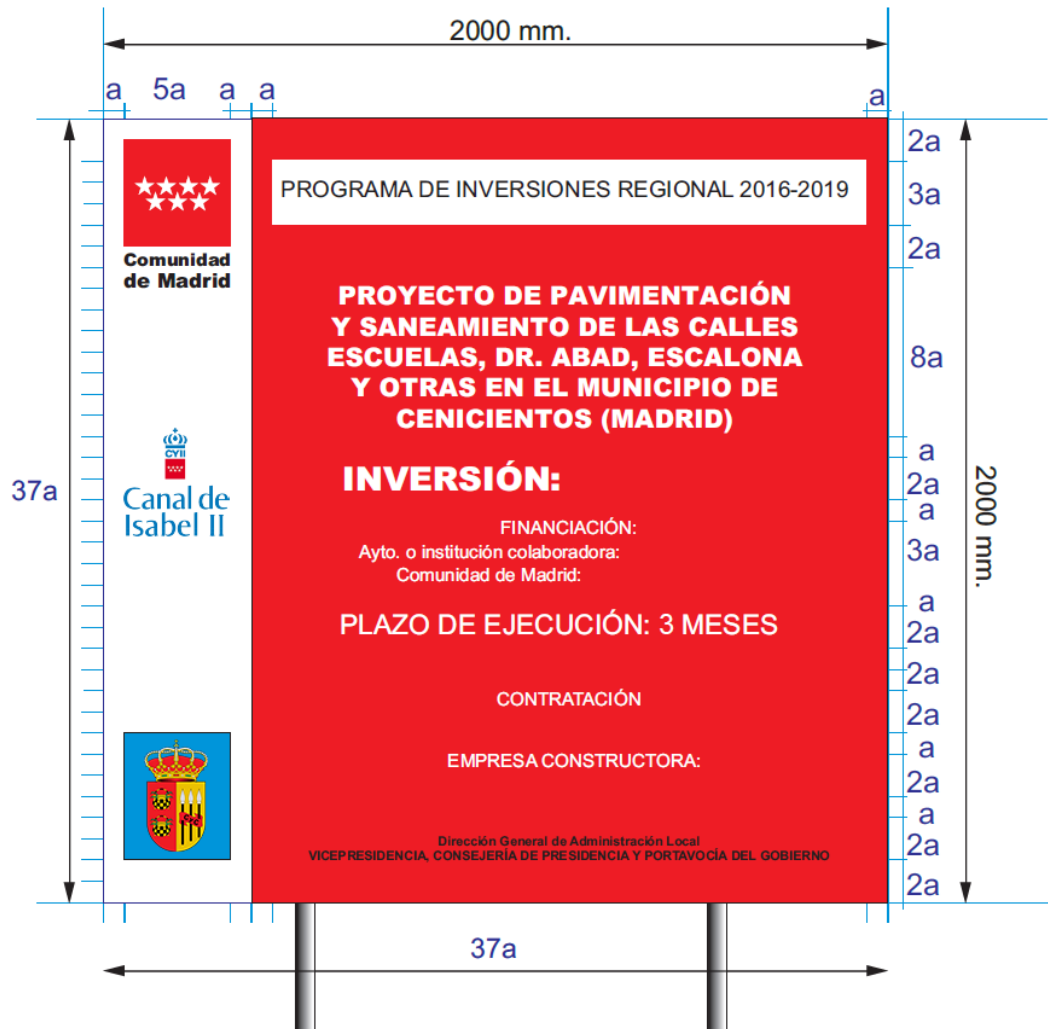 2000 mm.
a 5a a a a
Comunidad
de Madrid
CYII
Canal de
Isabel II
37a
PROGRAMA DE INVERSIONES REGIONAL 2016-2019
PROYECTO DE PAVIMENTACIÓN
Y SANEAMIENTO DE LAS CALLES
ESCUELAS, DR. ABAD, ESCALONA
Y OTRAS EN EL MUNICIPIO DE
CENICIENTOS (MADRID)
INVERSIÓN:
FINANCIACIÓN:
Ayto. o institución colaboradora:
Comunidad de Madrid:
PLAZO DE EJECUCIÓN: 3 MESES
CONTRATACIÓN
EMPRESA CONSTRUCTORA:
Dirección General de Administración Local
VICEPRESIDENCIA, CONSEJERÍA DE PRESIDENCIA Y PORTAVOCÍA DEL GOBIERNO
2a
3a
2a
8a
a
2a
a
3a
a
2a
2a
2a
a
2a
a
2a
2a
2000 mm.
37a